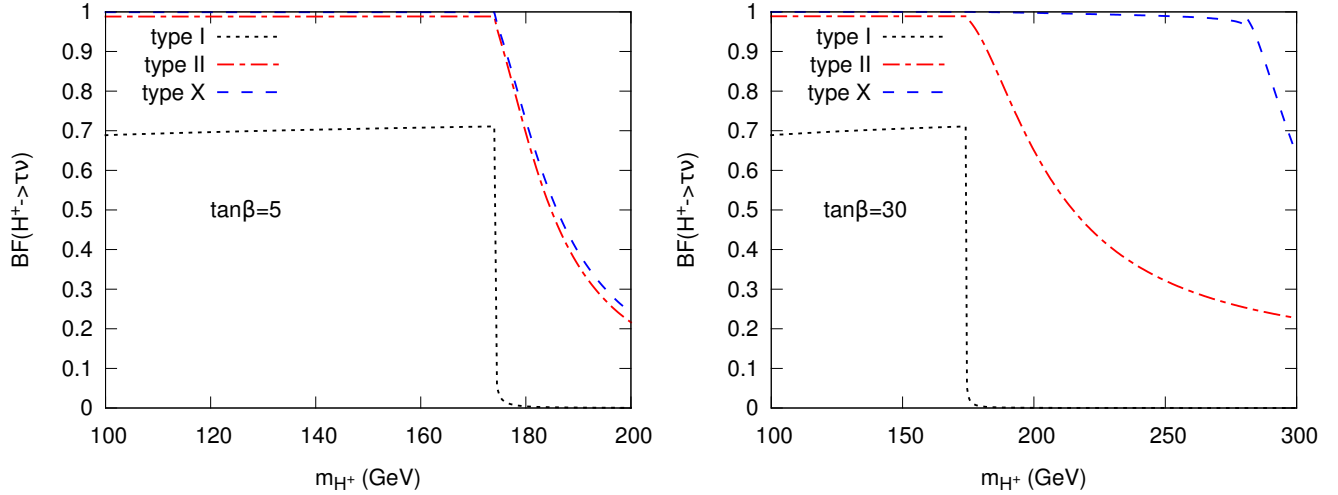 BF(H⁺->τν)
1
0.9
0.8
0.7
0.6
0.5
0.4
0.3
0.2
0.1
0
type I
type II
type X
tanβ=5
100
120
140
160
180
200
m_H⁺ (GeV)
BF(H⁺->τν)
1
0.9
0.8
0.7
0.6
0.5
0.4
0.3
0.2
0.1
0
type I
type II
type X
tanβ=30
100
150
200
250
300
m_H⁺ (GeV)